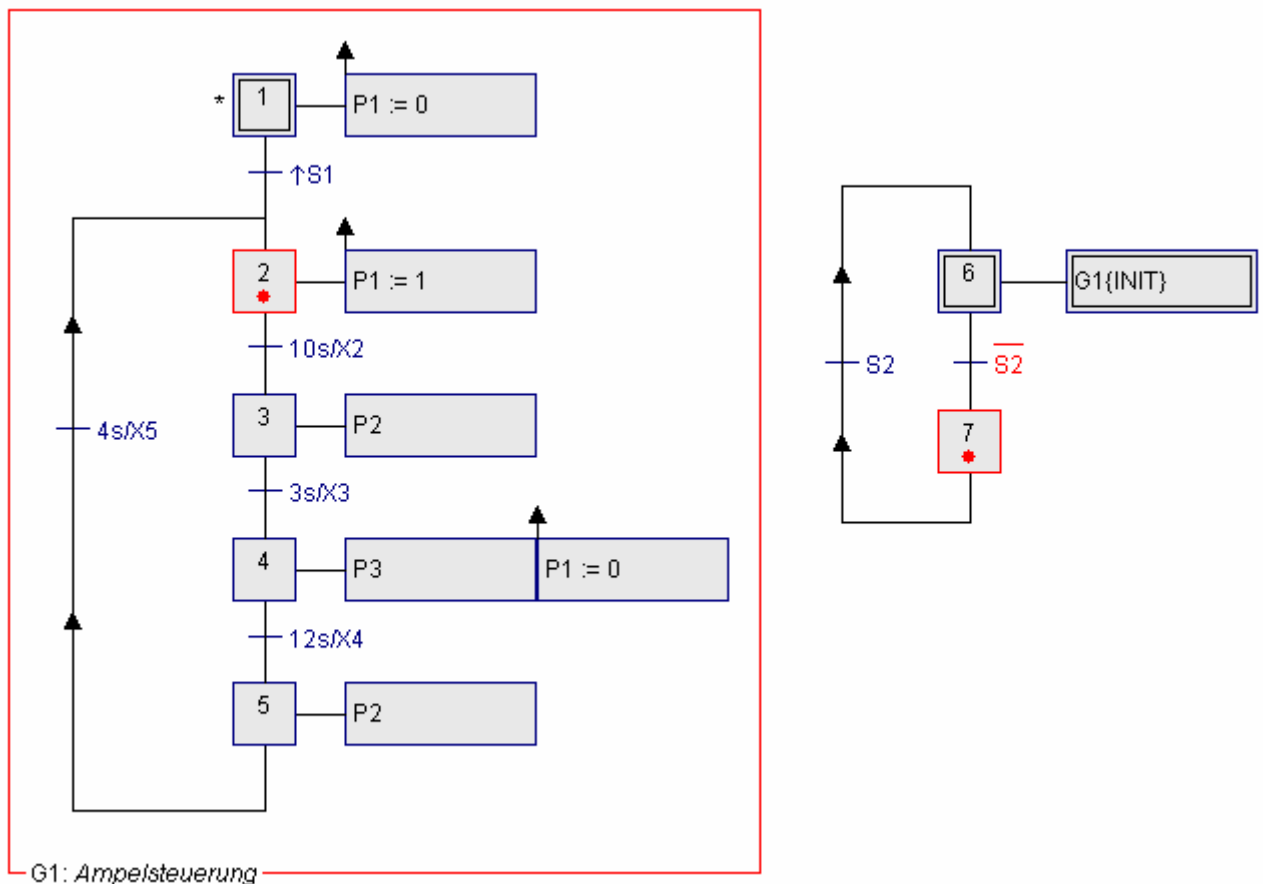 * 1 P1 := 0
↑S1
2 P1 := 1
10s/X2
3 P2
4s/X5
3s/X3
4 P3 P1 := 0
12s/X4
5 P2
G1: Ampelsteuerung
6 G1{INIT}
S2 S̅2̅
7